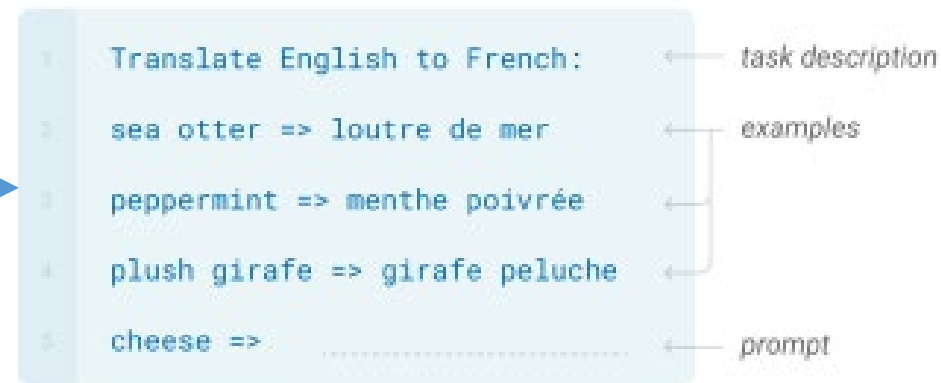 1 Translate English to French: task description
2 sea otter => loutre de mer examples
3 peppermint => menthe poivrée
4 plush girafe => girafe peluche
5 cheese => prompt